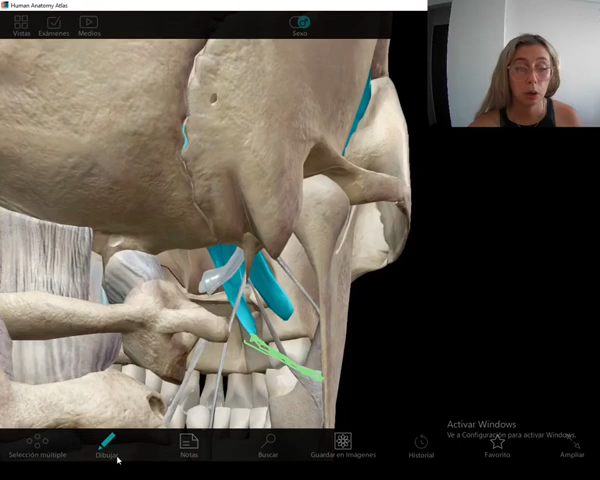 Human Anatomy Atlas
Vistas
Exámenes
Medios
Sexo
Activar Windows
Ve a Configuración para activar Windows.
Selección múltiple
Dibujar
Notas
Buscar
Guardar en Imágenes
Historial
Favorito
Ampliar